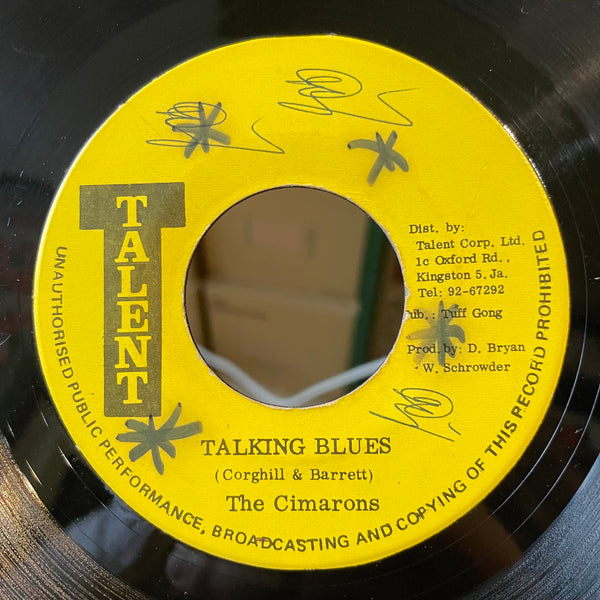 TALENT
Dist. by:
Talent Corp. Ltd.
1c Oxford Rd.,
Kingston 5, Ja.
Tel: 92-67292
Pub.: Tuff Gong
Prod. by: D. Bryan
- W. Schrowder
TALKING BLUES
(Corghill & Barrett)
The Cimarons
UNAUTHORISED PUBLIC PERFORMANCE, BROADCASTING AND COPYING OF THIS RECORD PROHIBITED